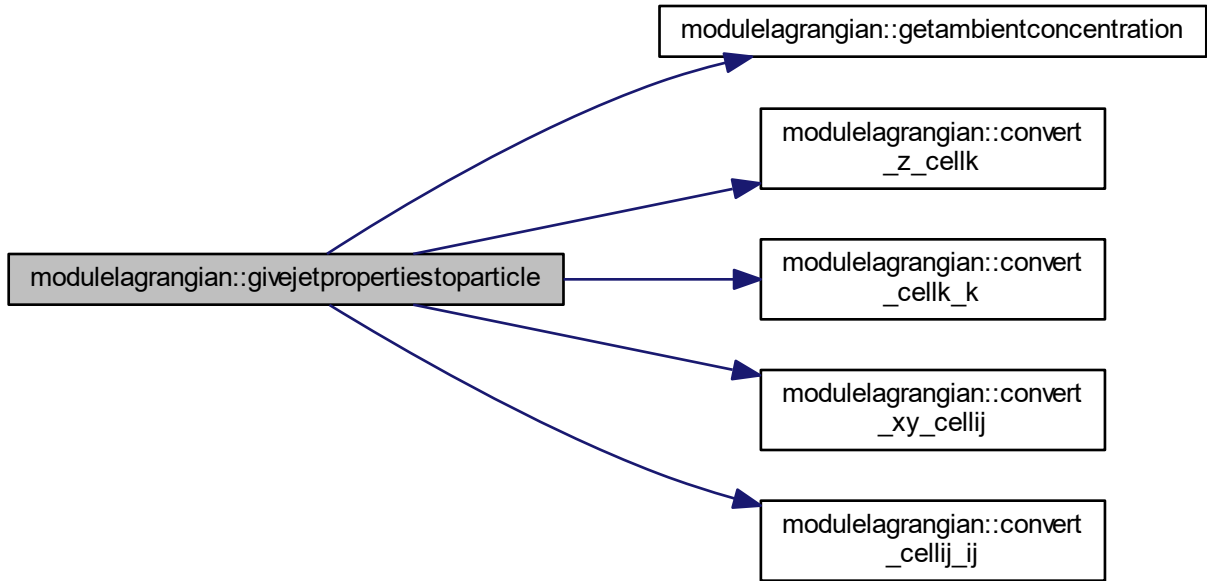 modulelagrangian::getambientconcentration
modulelagrangian::convert
_z_cellk
modulelagrangian::givejetpropertiestoparticle
modulelagrangian::convert
_cellk_k
modulelagrangian::convert
_xy_cellij
modulelagrangian::convert
_cellij_ij